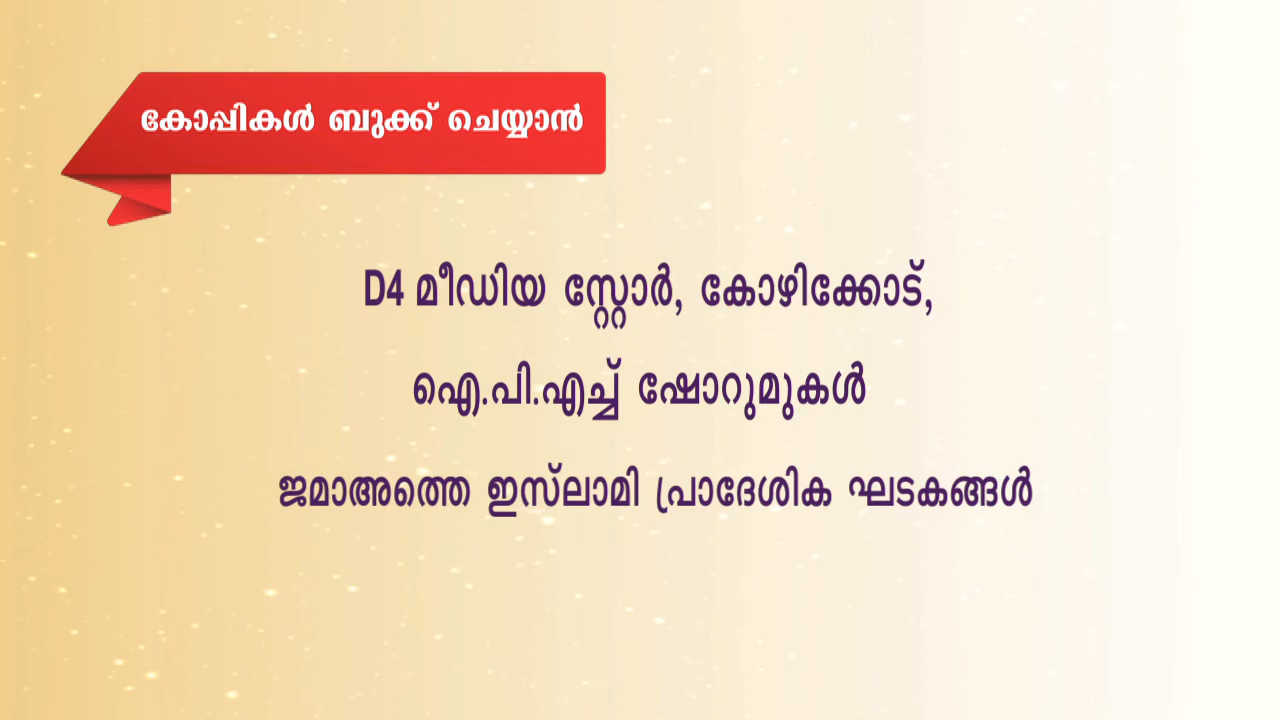 കോപ്പികൾ ബുക്ക് ചെയ്യാൻ
D4 മീഡിയ സ്റ്റോർ, കോഴിക്കോട്,
ഐ.പി.എച്ച് ഷോറുമുകൾ
ജമാഅത്തെ ഇസ്‌ലാമി പ്രാദേശിക ഘടകങ്ങൾ